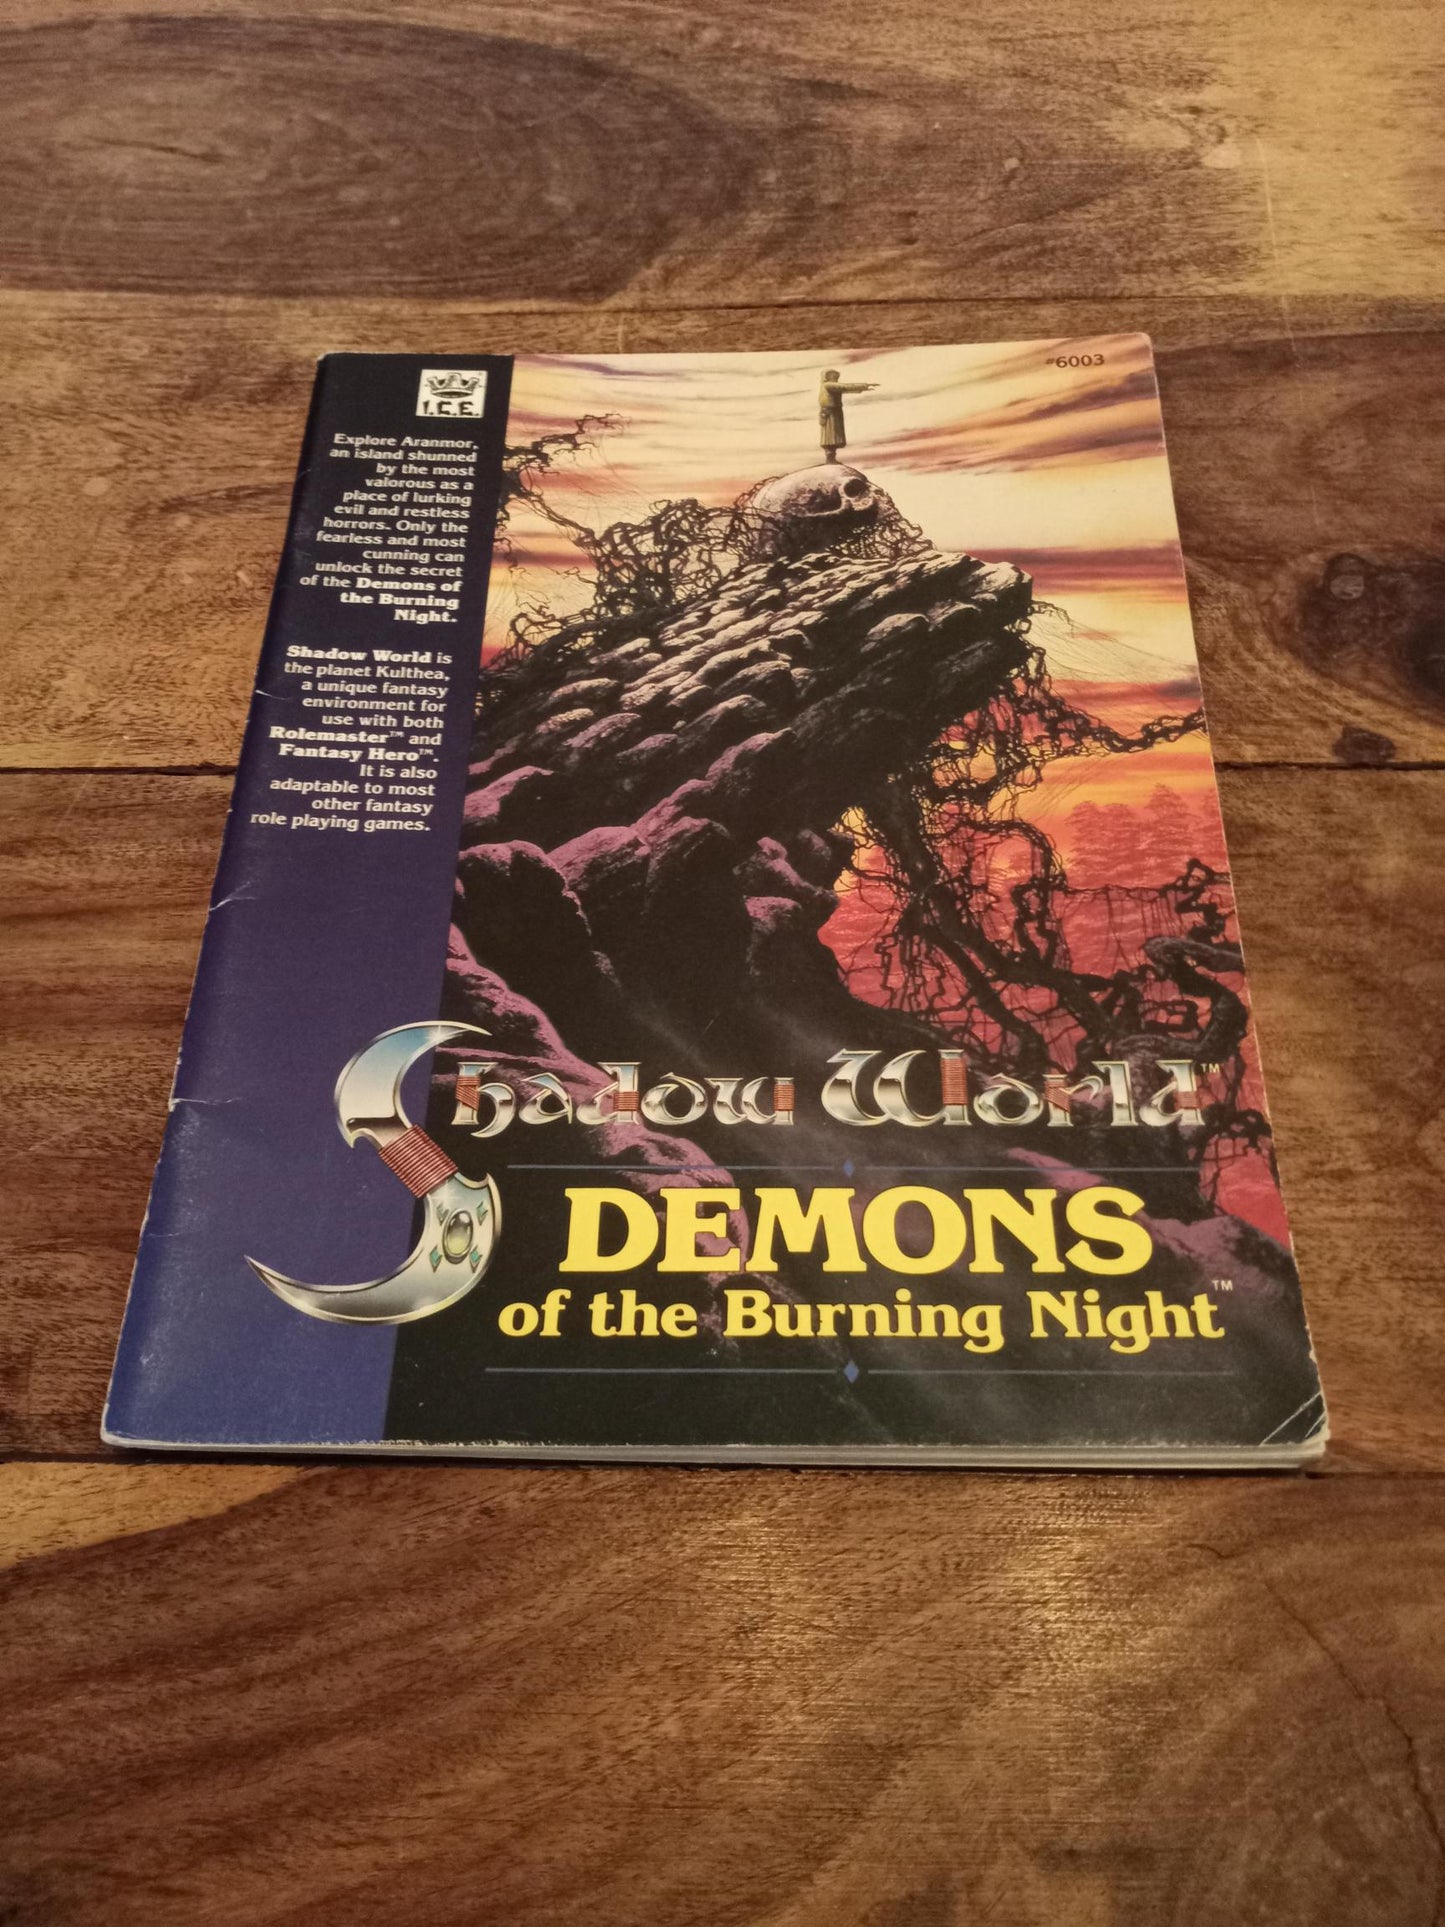 I.C.E.
#6003
Explore Aranmor,
an island shunned
by the most
valorous as a
place of lurking
evil and restless
horrors. Only the
fearless and most
cunning can
unlock the secret
of the Demons of
the Burning
Night.
Shadow World is
the planet Kulthea,
a unique fantasy
environment for
use with both
Rolemaster™ and
Fantasy Hero™.
It is also
adaptable to most
other fantasy
role playing games.
Shadow World™
DEMONS
of the Burning Night™